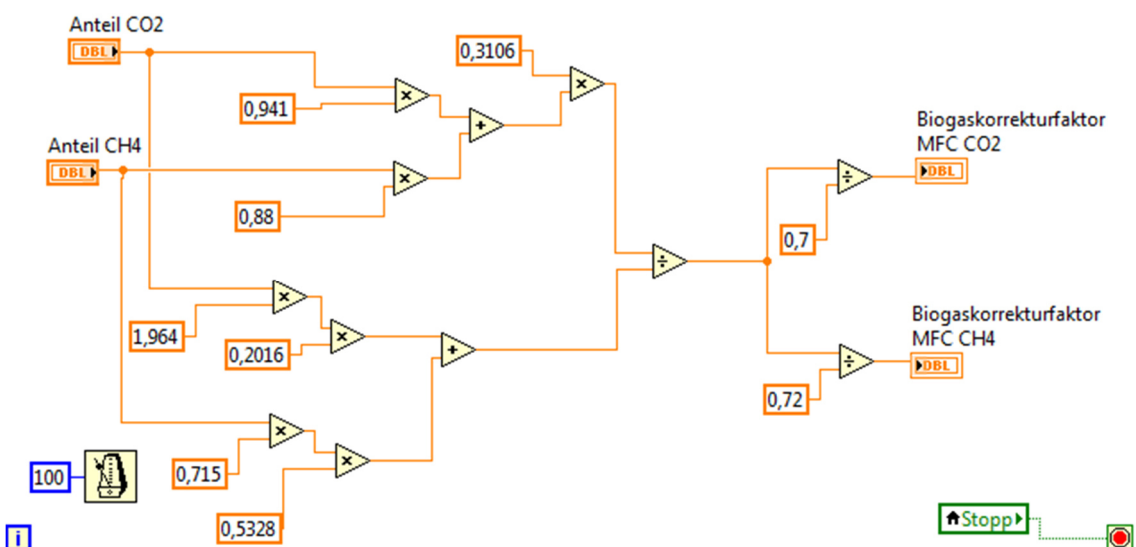 Anteil CO2
DBL
0,3106
0,941
Anteil CH4
DBL
0,88
Biogaskorrekturfaktor
MFC CO2
DBL
0,7
1,964
0,2016
Biogaskorrekturfaktor
MFC CH4
DBL
0,72
0,715
0,5328
100
i
Stopp